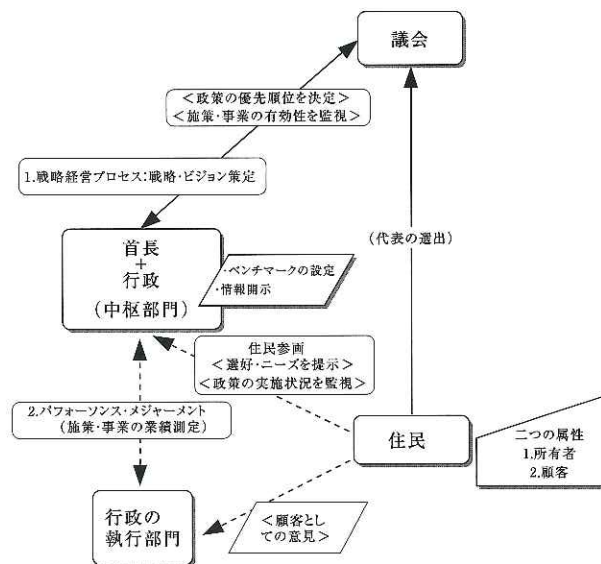 議会
<政策の優先順位を決定>
<施策・事業の有効性を監視>
1.戦略経営プロセス:戦略・ビジョン策定
(代表の選出)
首長
+
行政
(中枢部門)
・ベンチマークの設定
・情報開示
住民参画
<選好・ニーズを提示>
<政策の実施状況を監視>
2.パフォーソンス・メジャーメント
(施策・事業の業績測定)
住民
二つの属性
1.所有者
2.顧客
行政の
執行部門
<顧客とし
ての意見>